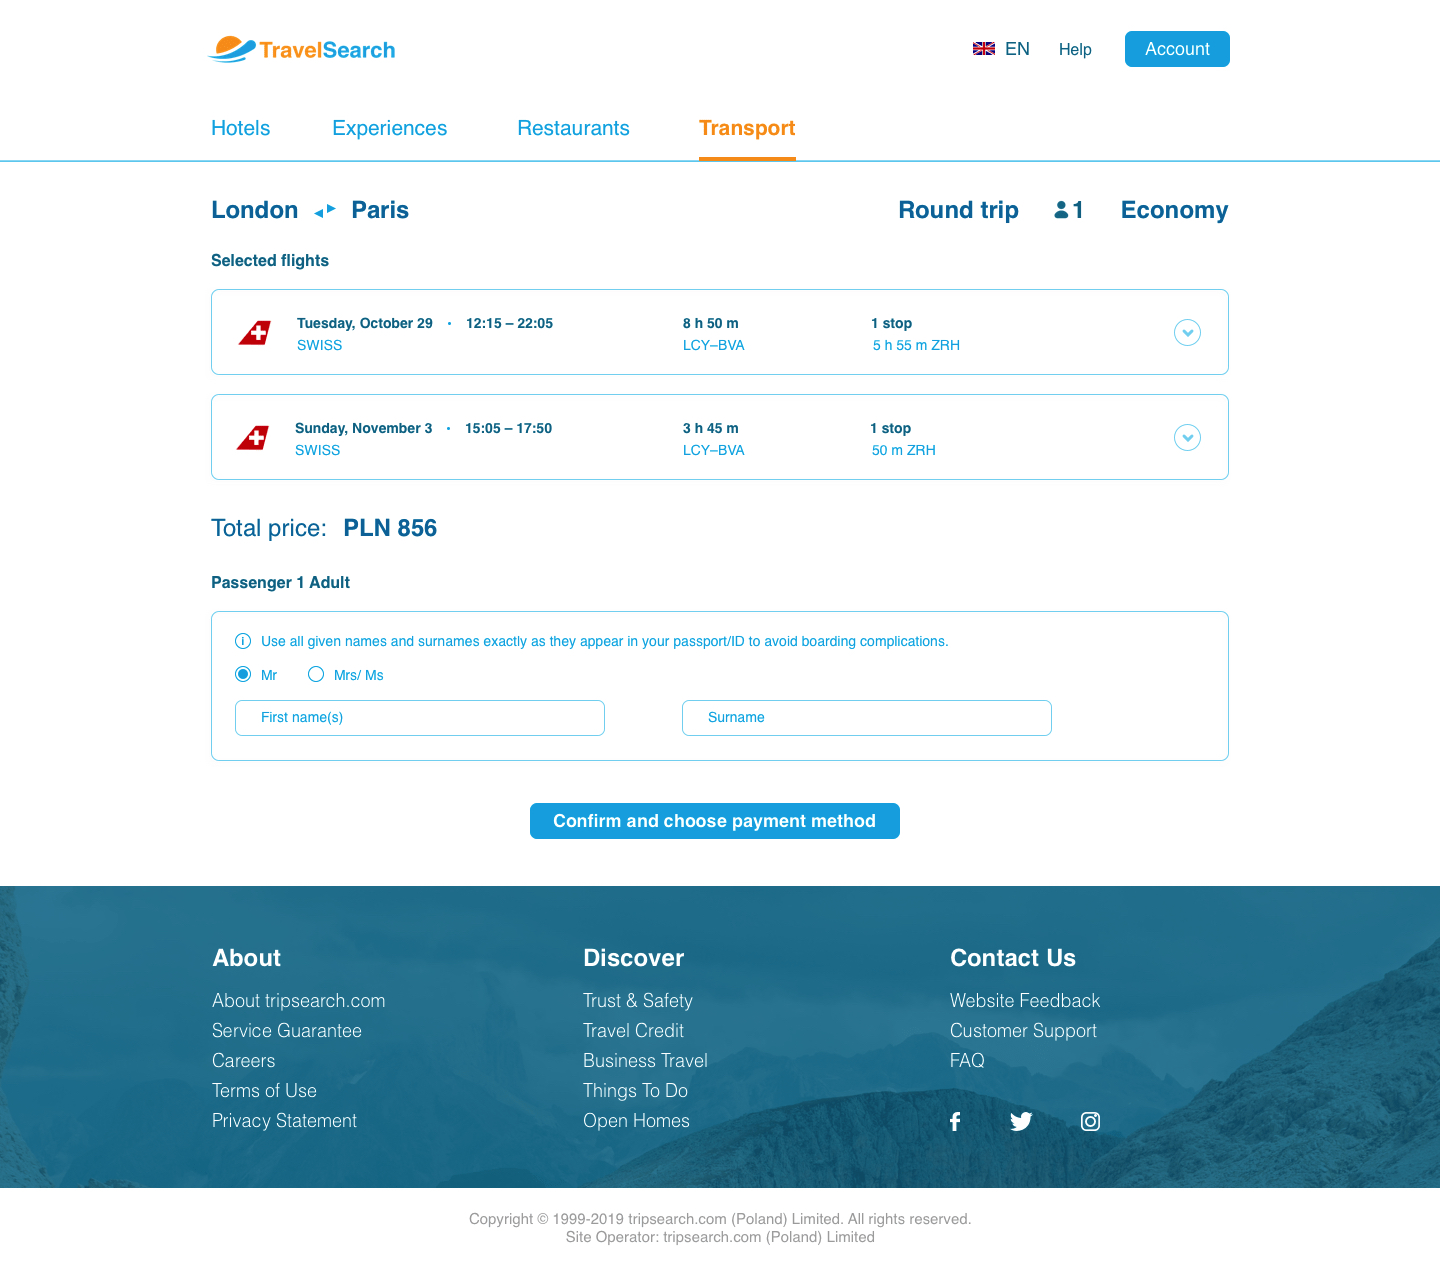 TravelSearch
EN Help Account
Hotels Experiences Restaurants Transport
London Paris Round trip 1 Economy
Selected flights
Tuesday, October 29 • 12:15 – 22:05 8 h 50 m 1 stop
SWISS LCY–BVA 5 h 55 m ZRH
Sunday, November 3 • 15:05 – 17:50 3 h 45 m 1 stop
SWISS LCY–BVA 50 m ZRH
Total price: PLN 856
Passenger 1 Adult
Use all given names and surnames exactly as they appear in your passport/ID to avoid boarding complications.
Mr Mrs/ Ms
First name(s) Surname
Confirm and choose payment method
About Discover Contact Us
About tripsearch.com Trust & Safety Website Feedback
Service Guarantee Travel Credit Customer Support
Careers Business Travel FAQ
Terms of Use Things To Do
Privacy Statement Open Homes
Copyright © 1999-2019 tripsearch.com (Poland) Limited. All rights reserved.
Site Operator: tripsearch.com (Poland) Limited